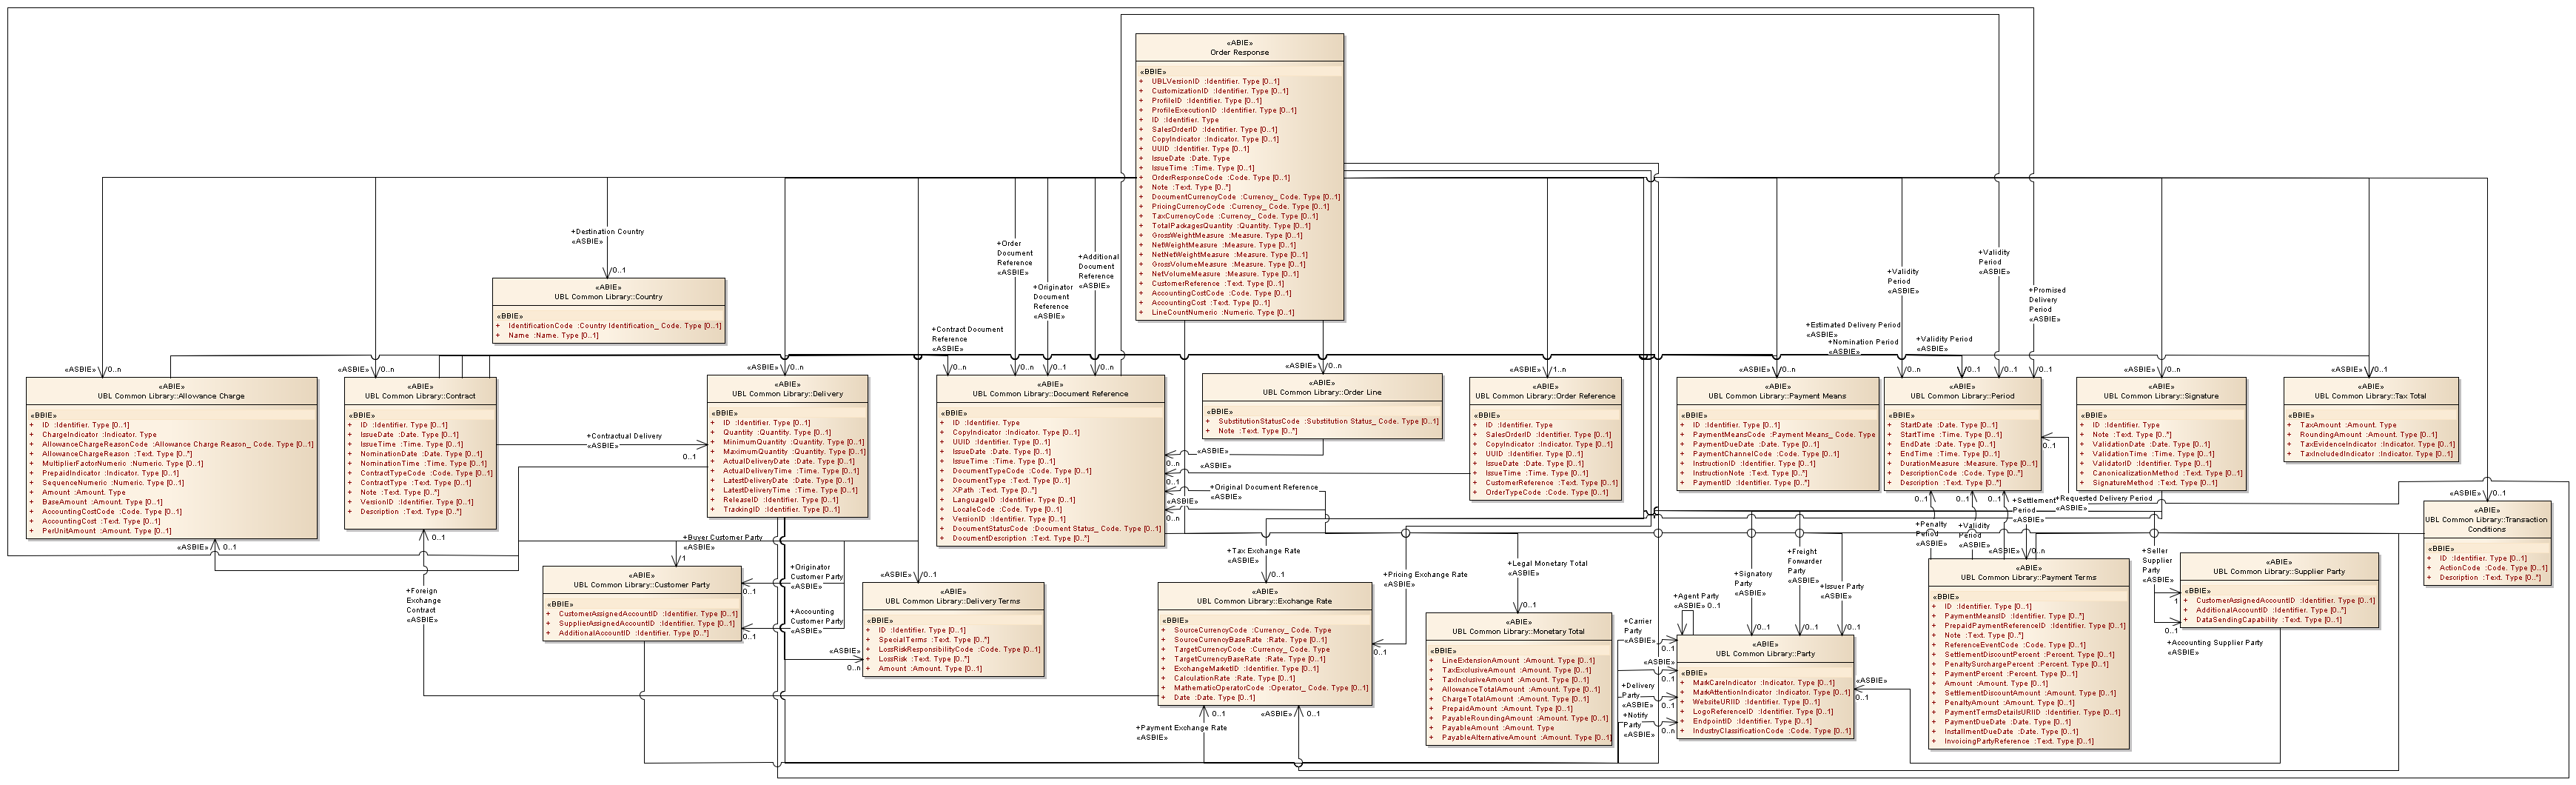 «ABIE»
Order Response
«BBIE»
+ UBLVersionID :Identifier. Type [0..1]
+ CustomizationID :Identifier. Type [0..1]
+ ProfileID :Identifier. Type [0..1]
+ ProfileExecutionID :Identifier. Type [0..1]
+ ID :Identifier. Type
+ SalesOrderID :Identifier. Type [0..1]
+ CopyIndicator :Indicator. Type [0..1]
+ UUID :Identifier. Type [0..1]
+ IssueDate :Date. Type
+ IssueTime :Time. Type [0..1]
+ OrderResponseCode :Code. Type [0..1]
+ Note :Text. Type [0..*]
+ DocumentCurrencyCode :Currency_ Code. Type [0..1]
+ PricingCurrencyCode :Currency_ Code. Type [0..1]
+ TaxCurrencyCode :Currency_ Code. Type [0..1]
+ TotalPackagesQuantity :Quantity. Type [0..1]
+ GrossWeightMeasure :Measure. Type [0..1]
+ NetWeightMeasure :Measure. Type [0..1]
+ NetNetWeightMeasure :Measure. Type [0..1]
+ GrossVolumeMeasure :Measure. Type [0..1]
+ NetVolumeMeasure :Measure. Type [0..1]
+ CustomerReference :Text. Type [0..1]
+ AccountingCostCode :Code. Type [0..1]
+ AccountingCost :Text. Type [0..1]
+ LineCountNumeric :Numeric. Type [0..1]
+Destination Country
«ASBIE»
0..1
«ABIE»
UBL Common Library::Country
«BBIE»
+ IdentificationCode :Country Identification_ Code. Type [0..1]
+ Name :Name. Type [0..1]
+Order
Document
Reference
«ASBIE»
+Originator
Document
Reference
«ASBIE»
+Additional
Document
Reference
«ASBIE»
+Contract Document
Reference
«ASBIE»
+Validity
Period
«ASBIE»
+Validity
Period
«ASBIE»
+Promised
Delivery
Period
«ASBIE»
+Estimated Delivery Period
«ASBIE»
+Nomination Period
«ASBIE»
+Validity Period
«ASBIE»
«ASBIE» 0..n
«ABIE»
UBL Common Library::Allowance Charge
«BBIE»
+ ID :Identifier. Type [0..1]
+ ChargeIndicator :Indicator. Type
+ AllowanceChargeReasonCode :Allowance Charge Reason_ Code. Type [0..1]
+ AllowanceChargeReason :Text. Type [0..*]
+ MultiplierFactorNumeric :Numeric. Type [0..1]
+ PrepaidIndicator :Indicator. Type [0..1]
+ SequenceNumeric :Numeric. Type [0..1]
+ Amount :Amount. Type
+ BaseAmount :Amount. Type [0..1]
+ AccountingCostCode :Code. Type [0..1]
+ AccountingCost :Text. Type [0..1]
+ PerUnitAmount :Amount. Type [0..1]
«ASBIE» 0..1
«ASBIE» 0..n
«ABIE»
UBL Common Library::Contract
«BBIE»
+ ID :Identifier. Type [0..1]
+ IssueDate :Date. Type [0..1]
+ IssueTime :Time. Type [0..1]
+ NominationDate :Date. Type [0..1]
+ NominationTime :Time. Type [0..1]
+ ContractTypeCode :Code. Type [0..1]
+ ContractType :Text. Type [0..1]
+ Note :Text. Type [0..*]
+ VersionID :Identifier. Type [0..1]
+ Description :Text. Type [0..*]
0..1
+Contractual Delivery
«ASBIE»
0..1
«ASBIE» 0..n
«ABIE»
UBL Common Library::Delivery
«BBIE»
+ ID :Identifier. Type [0..1]
+ Quantity :Quantity. Type [0..1]
+ MinimumQuantity :Quantity. Type [0..1]
+ MaximumQuantity :Quantity. Type [0..1]
+ ActualDeliveryDate :Date. Type [0..1]
+ ActualDeliveryTime :Time. Type [0..1]
+ LatestDeliveryDate :Date. Type [0..1]
+ LatestDeliveryTime :Time. Type [0..1]
+ ReleaseID :Identifier. Type [0..1]
+ TrackingID :Identifier. Type [0..1]
0..n
0..n
0..1
0..n
«ABIE»
UBL Common Library::Document Reference
«BBIE»
+ ID :Identifier. Type
+ CopyIndicator :Indicator. Type [0..1]
+ UUID :Identifier. Type [0..1]
+ IssueDate :Date. Type [0..1]
+ IssueTime :Time. Type [0..1]
+ DocumentTypeCode :Code. Type [0..1]
+ DocumentType :Text. Type [0..1]
+ XPath :Text. Type [0..*]
+ LanguageID :Identifier. Type [0..1]
+ LocaleCode :Code. Type [0..1]
+ VersionID :Identifier. Type [0..1]
+ DocumentStatusCode :Document Status_ Code. Type [0..1]
+ DocumentDescription :Text. Type [0..*]
«ASBIE» 0..n
«ABIE»
UBL Common Library::Order Line
«BBIE»
+ SubstitutionStatusCode :Substitution Status_ Code. Type [0..1]
+ Note :Text. Type [0..*]
«ASBIE»
0..n
«ASBIE»
0..1
+Original Document Reference
0..1
«ASBIE»
0..n
«ASBIE» 1..n
«ABIE»
UBL Common Library::Order Reference
«BBIE»
+ ID :Identifier. Type
+ SalesOrderID :Identifier. Type [0..1]
+ CopyIndicator :Indicator. Type [0..1]
+ UUID :Identifier. Type [0..1]
+ IssueDate :Date. Type [0..1]
+ IssueTime :Time. Type [0..1]
+ CustomerReference :Text. Type [0..1]
+ OrderTypeCode :Code. Type [0..1]
«ASBIE» 0..n
«ABIE»
UBL Common Library::Payment Means
«BBIE»
+ ID :Identifier. Type [0..1]
+ PaymentMeansCode :Payment Means_ Code. Type
+ PaymentDueDate :Date. Type [0..1]
+ PaymentChannelCode :Code. Type [0..1]
+ InstructionID :Identifier. Type [0..1]
+ InstructionNote :Text. Type [0..*]
+ PaymentID :Identifier. Type [0..*]
0..n
0..1
0..1
0..1
«ABIE»
UBL Common Library::Period
«BBIE»
+ StartDate :Date. Type [0..1]
+ StartTime :Time. Type [0..1]
+ EndDate :Date. Type [0..1]
+ EndTime :Time. Type [0..1]
+ DurationMeasure :Measure. Type [0..1]
+ DescriptionCode :Code. Type [0..*]
+ Description :Text. Type [0..*]
0..1
0..1
0..1
0..1
«ASBIE» 0..n
«ABIE»
UBL Common Library::Signature
«BBIE»
+ ID :Identifier. Type
+ Note :Text. Type [0..*]
+ ValidationDate :Date. Type [0..1]
+ ValidationTime :Time. Type [0..1]
+ ValidatorID :Identifier. Type [0..1]
+ CanonicalizationMethod :Text. Type [0..1]
+ SignatureMethod :Text. Type [0..1]
«ASBIE» 0..n
«ABIE»
UBL Common Library::Tax Total
«BBIE»
+ TaxAmount :Amount. Type
+ RoundingAmount :Amount. Type [0..1]
+ TaxEvidenceIndicator :Indicator. Type [0..1]
+ TaxIncludedIndicator :Indicator. Type [0..1]
«ASBIE» 0..1
«ABIE»
UBL Common Library::Transaction
Conditions
«BBIE»
+ ID :Identifier. Type [0..1]
+ ActionCode :Code. Type [0..1]
+ Description :Text. Type [0..*]
+Requested Delivery Period
«ASBIE»
+Settlement
Period
«ASBIE»
+Penalty
Period
«ASBIE»
+Validity
Period
«ASBIE»
+Buyer Customer Party
«ASBIE»
1
«ABIE»
UBL Common Library::Customer Party
«BBIE»
+ CustomerAssignedAccountID :Identifier. Type [0..1]
+ SupplierAssignedAccountID :Identifier. Type [0..1]
+ AdditionalAccountID :Identifier. Type [0..*]
+Originator
Customer Party
«ASBIE»
0..1
+Accounting
Customer Party
«ASBIE»
0..1
+Foreign
Exchange
Contract
«ASBIE»
«ASBIE» 0..1
«ABIE»
UBL Common Library::Delivery Terms
«BBIE»
+ ID :Identifier. Type [0..1]
+ SpecialTerms :Text. Type [0..*]
+ LossRiskResponsibilityCode :Code. Type [0..1]
+ LossRisk :Text. Type [0..*]
+ Amount :Amount. Type [0..1]
«ASBIE»
0..n
+Tax Exchange Rate
«ASBIE»
0..1
«ABIE»
UBL Common Library::Exchange Rate
«BBIE»
+ SourceCurrencyCode :Currency_ Code. Type
+ SourceCurrencyBaseRate :Rate. Type [0..1]
+ TargetCurrencyCode :Currency_ Code. Type
+ TargetCurrencyBaseRate :Rate. Type [0..1]
+ ExchangeMarketID :Identifier. Type [0..1]
+ CalculationRate :Rate. Type [0..1]
+ MathematicOperatorCode :Operator_ Code. Type [0..1]
+ Date :Date. Type [0..1]
+Pricing Exchange Rate
«ASBIE»
0..1
+Payment Exchange Rate
«ASBIE»
0..1
«ASBIE» 0..1
+Legal Monetary Total
«ASBIE»
0..1
«ABIE»
UBL Common Library::Monetary Total
«BBIE»
+ LineExtensionAmount :Amount. Type [0..1]
+ TaxExclusiveAmount :Amount. Type [0..1]
+ TaxInclusiveAmount :Amount. Type [0..1]
+ AllowanceTotalAmount :Amount. Type [0..1]
+ ChargeTotalAmount :Amount. Type [0..1]
+ PrepaidAmount :Amount. Type [0..1]
+ PayableRoundingAmount :Amount. Type [0..1]
+ PayableAmount :Amount. Type
+ PayableAlternativeAmount :Amount. Type [0..1]
+Signatory
Party
«ASBIE»
+Freight
Forwarder
Party
«ASBIE»
+Issuer Party
«ASBIE»
+Agent Party
«ASBIE» 0..1
0..1
0..1
0..1
+Carrier
Party
«ASBIE»
0..1
«ASBIE»
0..1
+Delivery
Party
«ASBIE»
0..1
+Notify
Party
«ASBIE»
0..n
«ABIE»
UBL Common Library::Party
«BBIE»
+ MarkCareIndicator :Indicator. Type [0..1]
+ MarkAttentionIndicator :Indicator. Type [0..1]
+ WebsiteURIID :Identifier. Type [0..1]
+ LogoReferenceID :Identifier. Type [0..1]
+ EndpointID :Identifier. Type [0..1]
+ IndustryClassificationCode :Code. Type [0..1]
«ASBIE»
0..1
«ASBIE» 0..n
«ABIE»
UBL Common Library::Payment Terms
«BBIE»
+ ID :Identifier. Type [0..1]
+ PaymentMeansID :Identifier. Type [0..*]
+ PrepaidPaymentReferenceID :Identifier. Type [0..1]
+ Note :Text. Type [0..*]
+ ReferenceEventCode :Code. Type [0..1]
+ SettlementDiscountPercent :Percent. Type [0..1]
+ PenaltySurchargePercent :Percent. Type [0..1]
+ PaymentPercent :Percent. Type [0..1]
+ Amount :Amount. Type [0..1]
+ SettlementDiscountAmount :Amount. Type [0..1]
+ PenaltyAmount :Amount. Type [0..1]
+ PaymentTermsDetailsURIID :Identifier. Type [0..1]
+ PaymentDueDate :Date. Type [0..1]
+ InstallmentDueDate :Date. Type [0..1]
+ InvoicingPartyReference :Text. Type [0..1]
+Seller
Supplier
Party
«ASBIE»
1
0..1
+Accounting Supplier Party
«ASBIE»
«ABIE»
UBL Common Library::Supplier Party
«BBIE»
+ CustomerAssignedAccountID :Identifier. Type [0..1]
+ AdditionalAccountID :Identifier. Type [0..*]
+ DataSendingCapability :Text. Type [0..1]